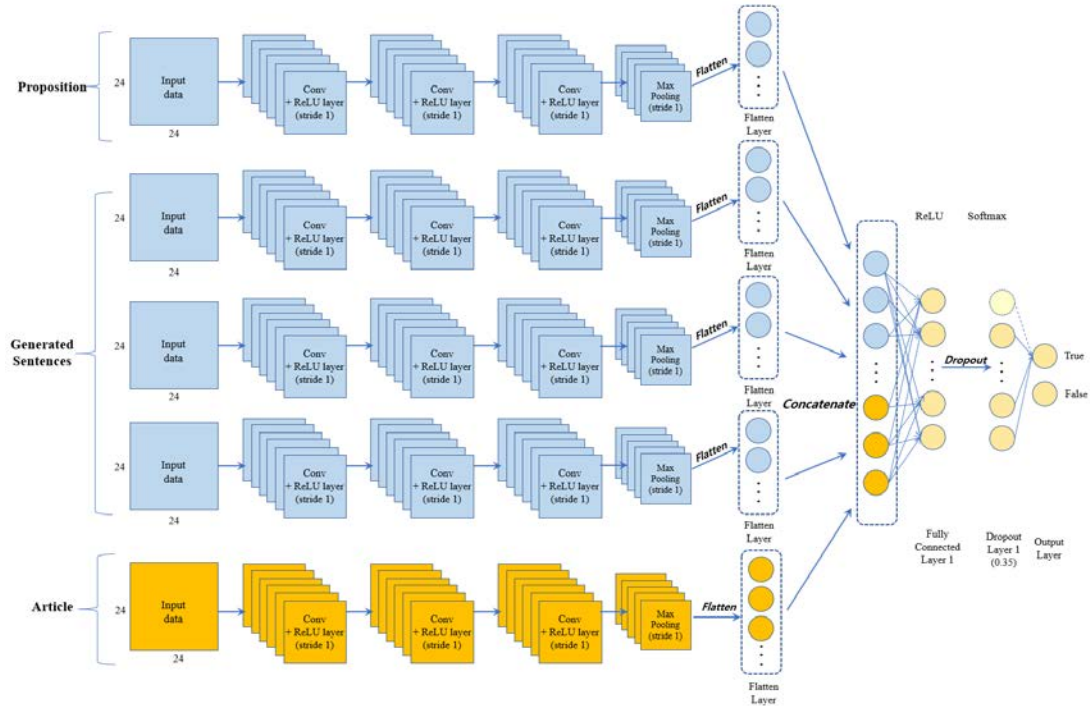 Proposition
24
Input
data
24
Conv
+ ReLU layer
(stride 1)
Conv
+ ReLU layer
(stride 1)
Conv
+ ReLU layer
(stride 1)
Max
Pooling
(stride 1)
Flatten
Flatten
Layer
Generated
Sentences
24
Input
data
24
Conv
+ ReLU layer
(stride 1)
Conv
+ ReLU layer
(stride 1)
Conv
+ ReLU layer
(stride 1)
Max
Pooling
(stride 1)
Flatten
Flatten
Layer
24
Input
data
24
Conv
+ ReLU layer
(stride 1)
Conv
+ ReLU layer
(stride 1)
Conv
+ ReLU layer
(stride 1)
Max
Pooling
(stride 1)
Flatten
Flatten
Layer
24
Input
data
24
Conv
+ ReLU layer
(stride 1)
Conv
+ ReLU layer
(stride 1)
Conv
+ ReLU layer
(stride 1)
Max
Pooling
(stride 1)
Flatten
Flatten
Layer
Article
24
Input
data
24
Conv
+ ReLU layer
(stride 1)
Conv
+ ReLU layer
(stride 1)
Conv
+ ReLU layer
(stride 1)
Max
Pooling
(stride 1)
Flatten
Flatten
Layer
Concatenate
ReLU
Softmax
Dropout
True
False
Fully
Connected
Layer 1
Dropout
Layer 1
(0.35)
Output
Layer